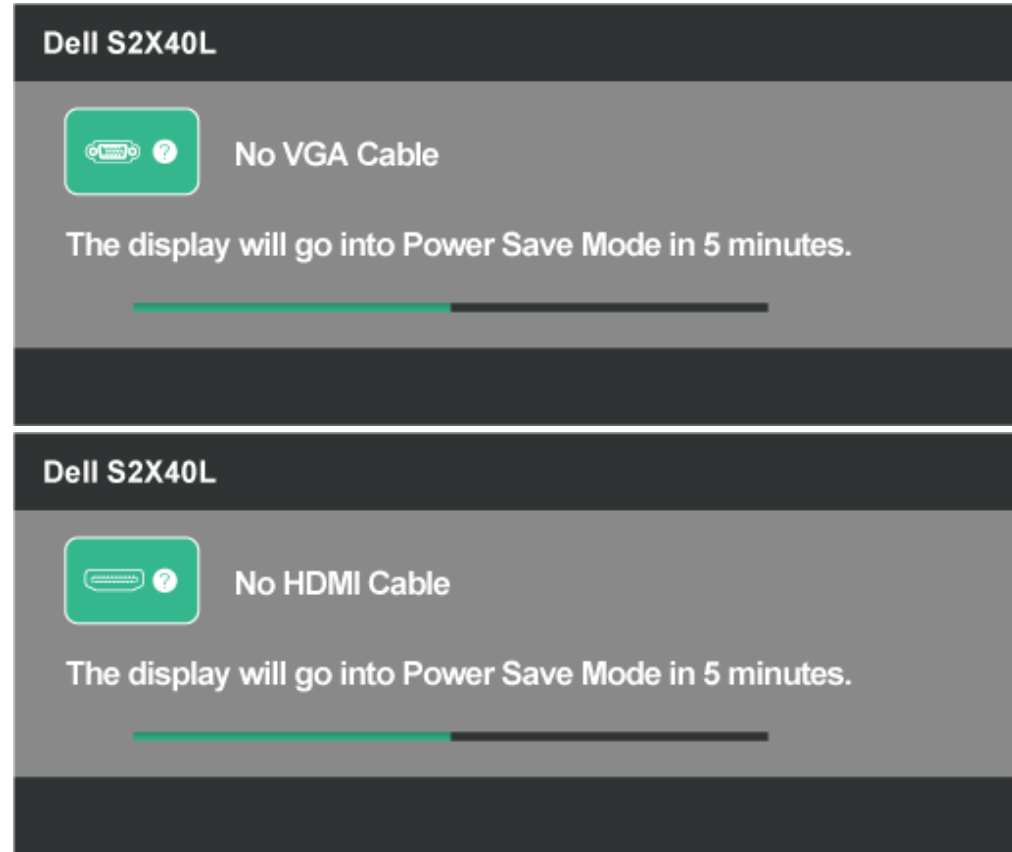 Dell S2X40L
? No VGA Cable
The display will go into Power Save Mode in 5 minutes.
Dell S2X40L
? No HDMI Cable
The display will go into Power Save Mode in 5 minutes.